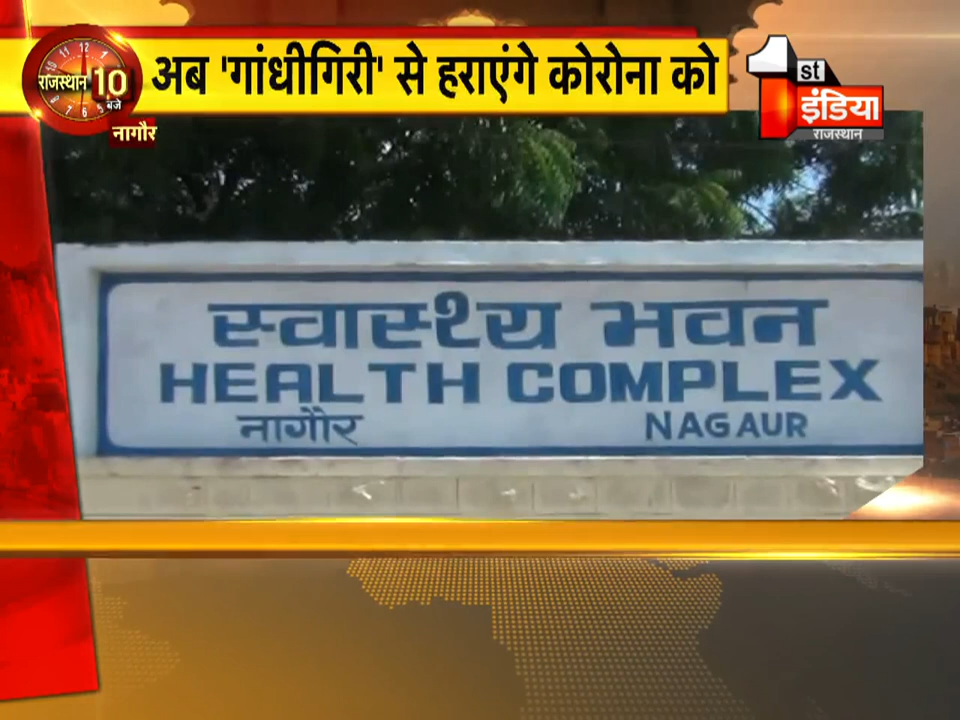 अब 'गांधीगिरी' से हराएंगे कोरोना को
राजस्थान 10 बजे
नागौर
1st
इंडिया
राजस्थान
स्वास्थ्य भवन
HEALTH COMPLEX
नागौर NAGAUR